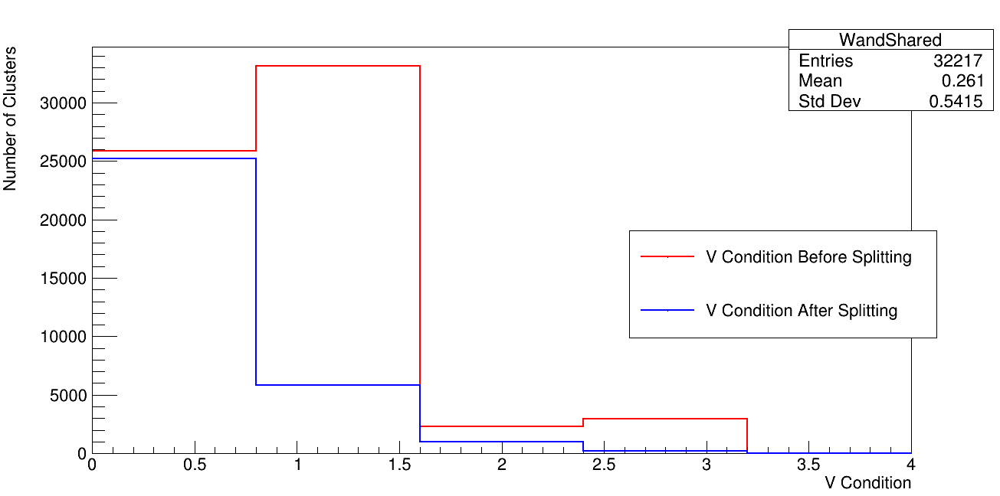 WandShared
Entries 32217
Mean 0.261
Std Dev 0.5415
Number of Clusters
30000
25000
20000
15000
10000
5000
0
V Condition Before Splitting
V Condition After Splitting
0 0.5 1 1.5 2 2.5 3 3.5 4
V Condition